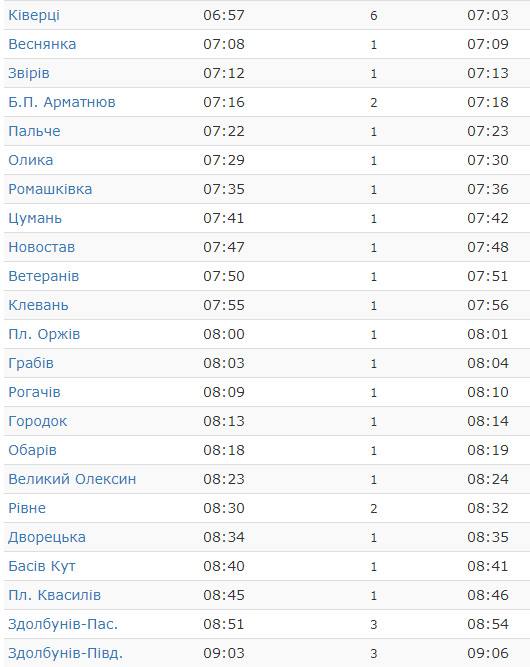 Ківерці 06:57 6 07:03
Веснянка 07:08 1 07:09
Звірів 07:12 1 07:13
Б.П. Арматнюв 07:16 2 07:18
Пальче 07:22 1 07:23
Олика 07:29 1 07:30
Ромашківка 07:35 1 07:36
Цумань 07:41 1 07:42
Новостав 07:47 1 07:48
Ветеранів 07:50 1 07:51
Клевань 07:55 1 07:56
Пл. Оржів 08:00 1 08:01
Грабів 08:03 1 08:04
Рогачів 08:09 1 08:10
Городок 08:13 1 08:14
Обарів 08:18 1 08:19
Великий Олексин 08:23 1 08:24
Рівне 08:30 2 08:32
Дворецька 08:34 1 08:35
Басів Кут 08:40 1 08:41
Пл. Квасилів 08:45 1 08:46
Здолбунів-Пас. 08:51 3 08:54
Здолбунів-Півд. 09:03 3 09:06